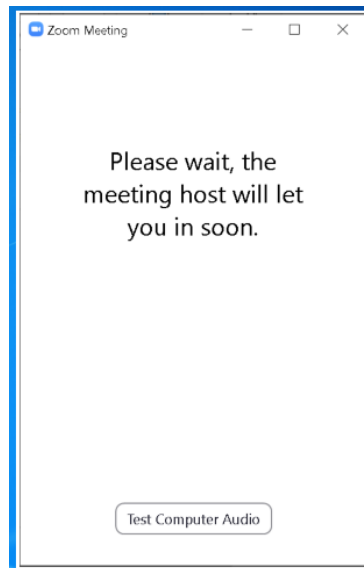 Zoom Meeting
Please wait, the
meeting host will let
you in soon.
Test Computer Audio